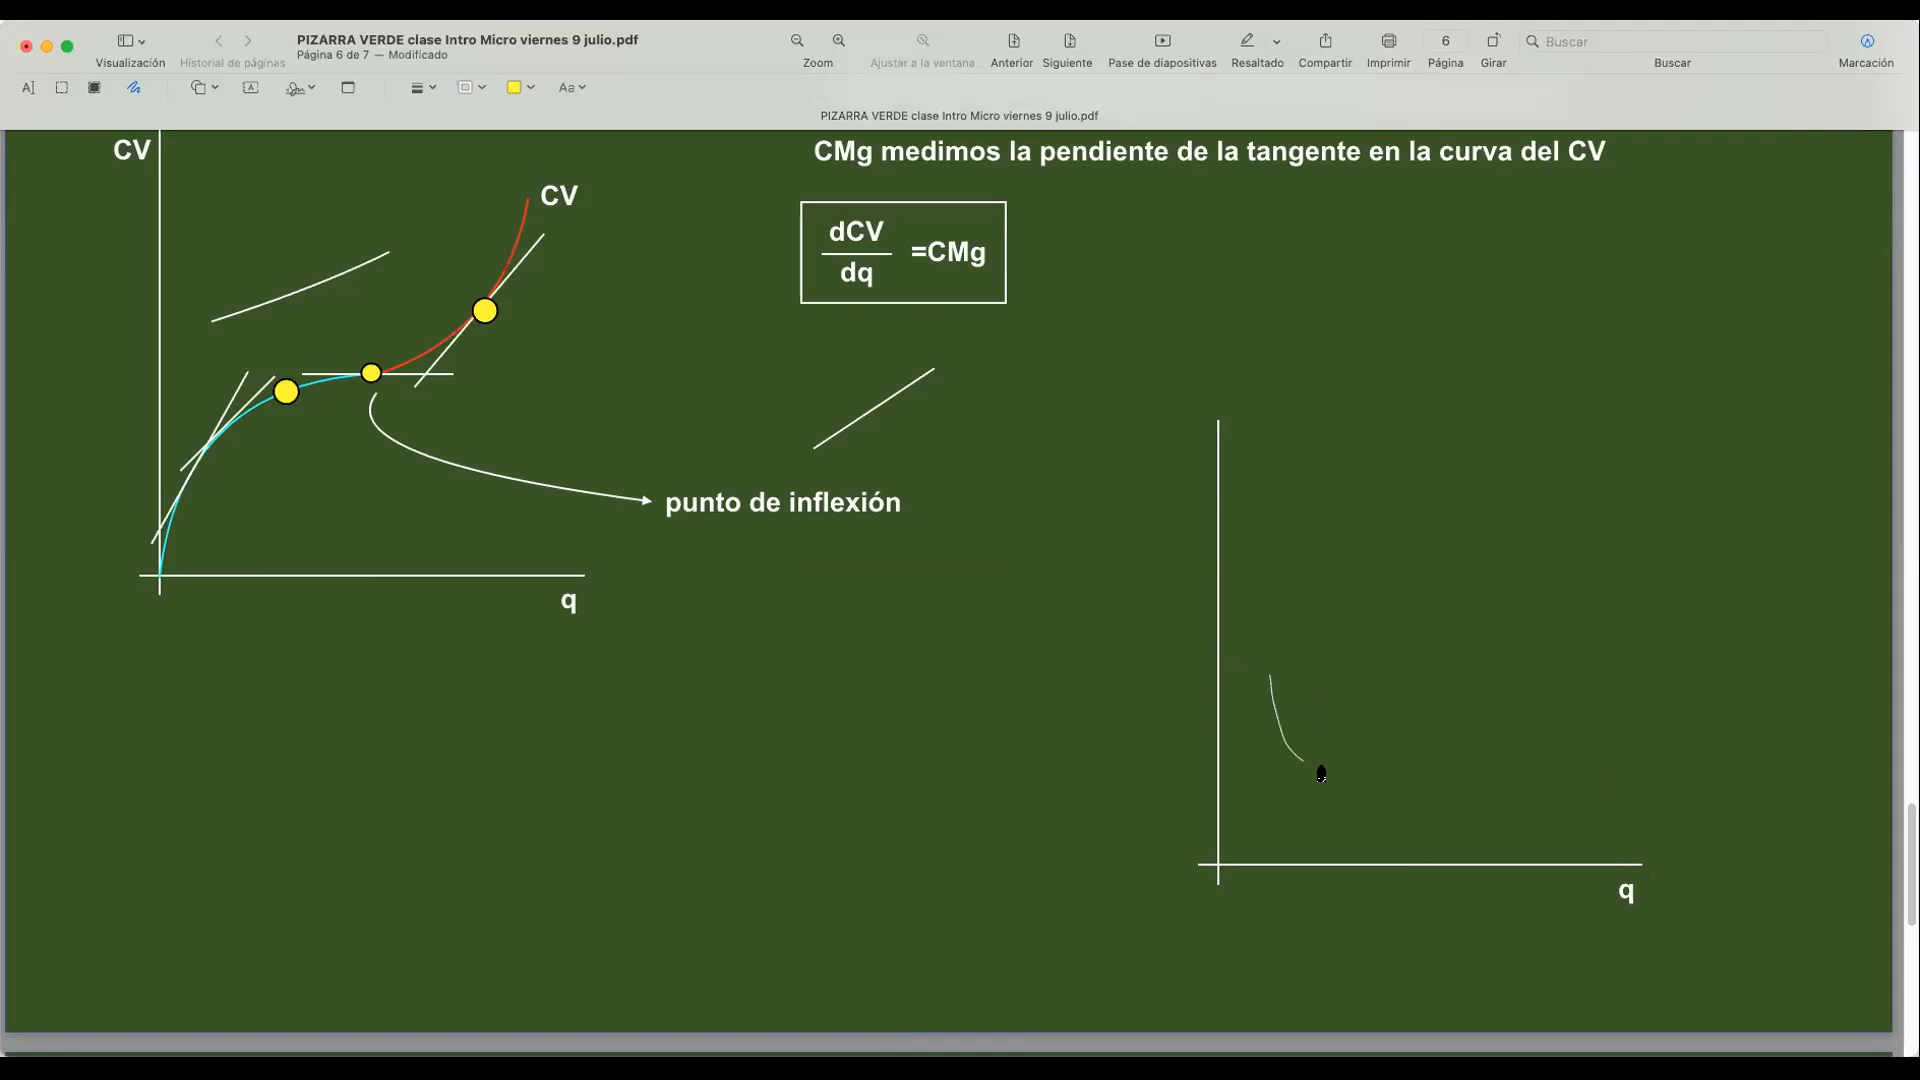 PIZARRA VERDE clase Intro Micro viernes 9 julio.pdf
Página 6 de 7 — Modificado
Visualización
Historial de páginas
Zoom
Ajustar a la ventana
Anterior
Siguiente
Pase de diapositivas
Resaltado
Compartir
Imprimir
6
Página
Girar
Buscar
Buscar
Marcación
A
Aa
PIZARRA VERDE clase Intro Micro viernes 9 julio.pdf
CV
CMg medimos la pendiente de la tangente en la curva del CV
CV
dCV
dq
=CMg
punto de inflexión
q
q